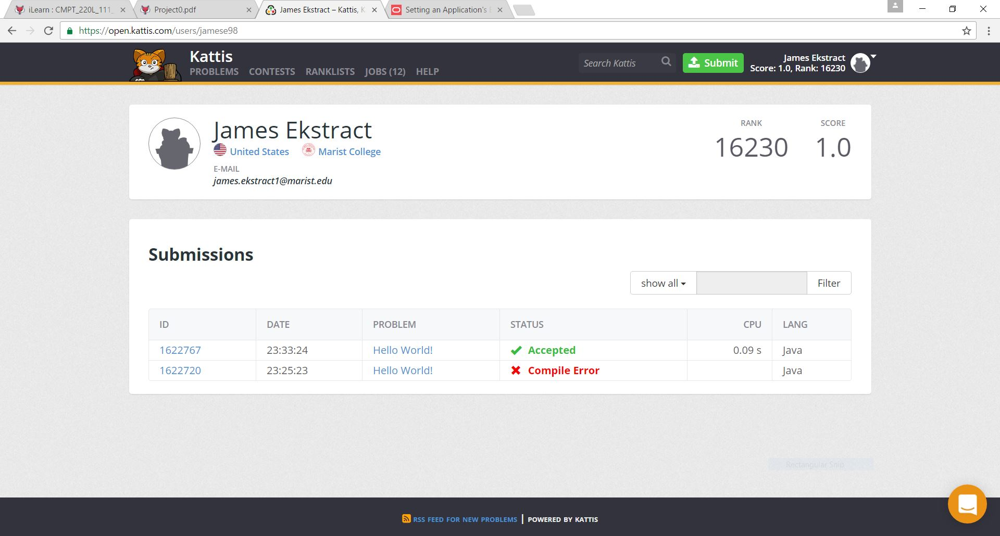 iLearn : CMPT_220L_111_
Project0.pdf
James Ekstract – Kattis, K
Setting an Application's E
https://open.kattis.com/users/jamese98
Kattis
PROBLEMS CONTESTS RANKLISTS JOBS (12) HELP
Search Kattis
Submit
James Ekstract
Score: 1.0, Rank: 16230
James Ekstract
United States Marist College
E-MAIL
james.ekstract1@marist.edu
RANK SCORE
16230 1.0
Submissions
show all Filter
ID DATE PROBLEM STATUS CPU LANG
1622767 23:33:24 Hello World! Accepted 0.09 s Java
1622720 23:25:23 Hello World! Compile Error Java
Rectangular Snip
RSS FEED FOR NEW PROBLEMS | POWERED BY KATTIS